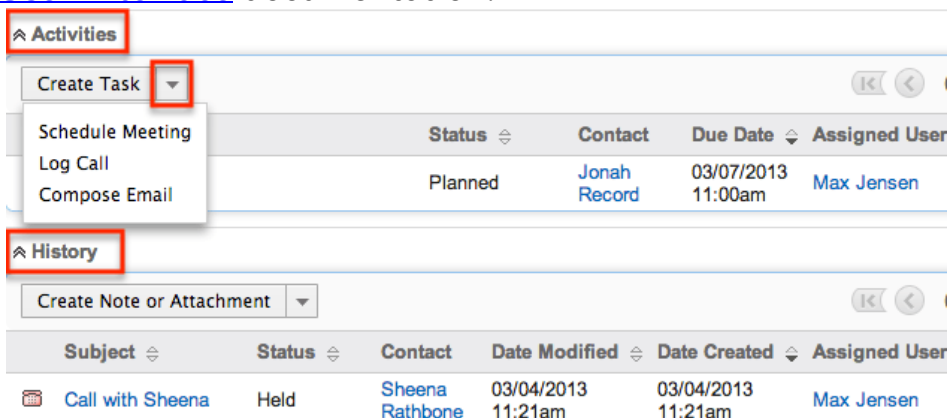 Activities
Create Task
Schedule Meeting
Log Call
Compose Email
Status Contact Due Date Assigned User
Planned Jonah Record 03/07/2013 11:00am Max Jensen
History
Create Note or Attachment
Subject Status Contact Date Modified Date Created Assigned User
Call with Sheena Held Sheena Rathbone 03/04/2013 11:21am 03/04/2013 11:21am Max Jensen